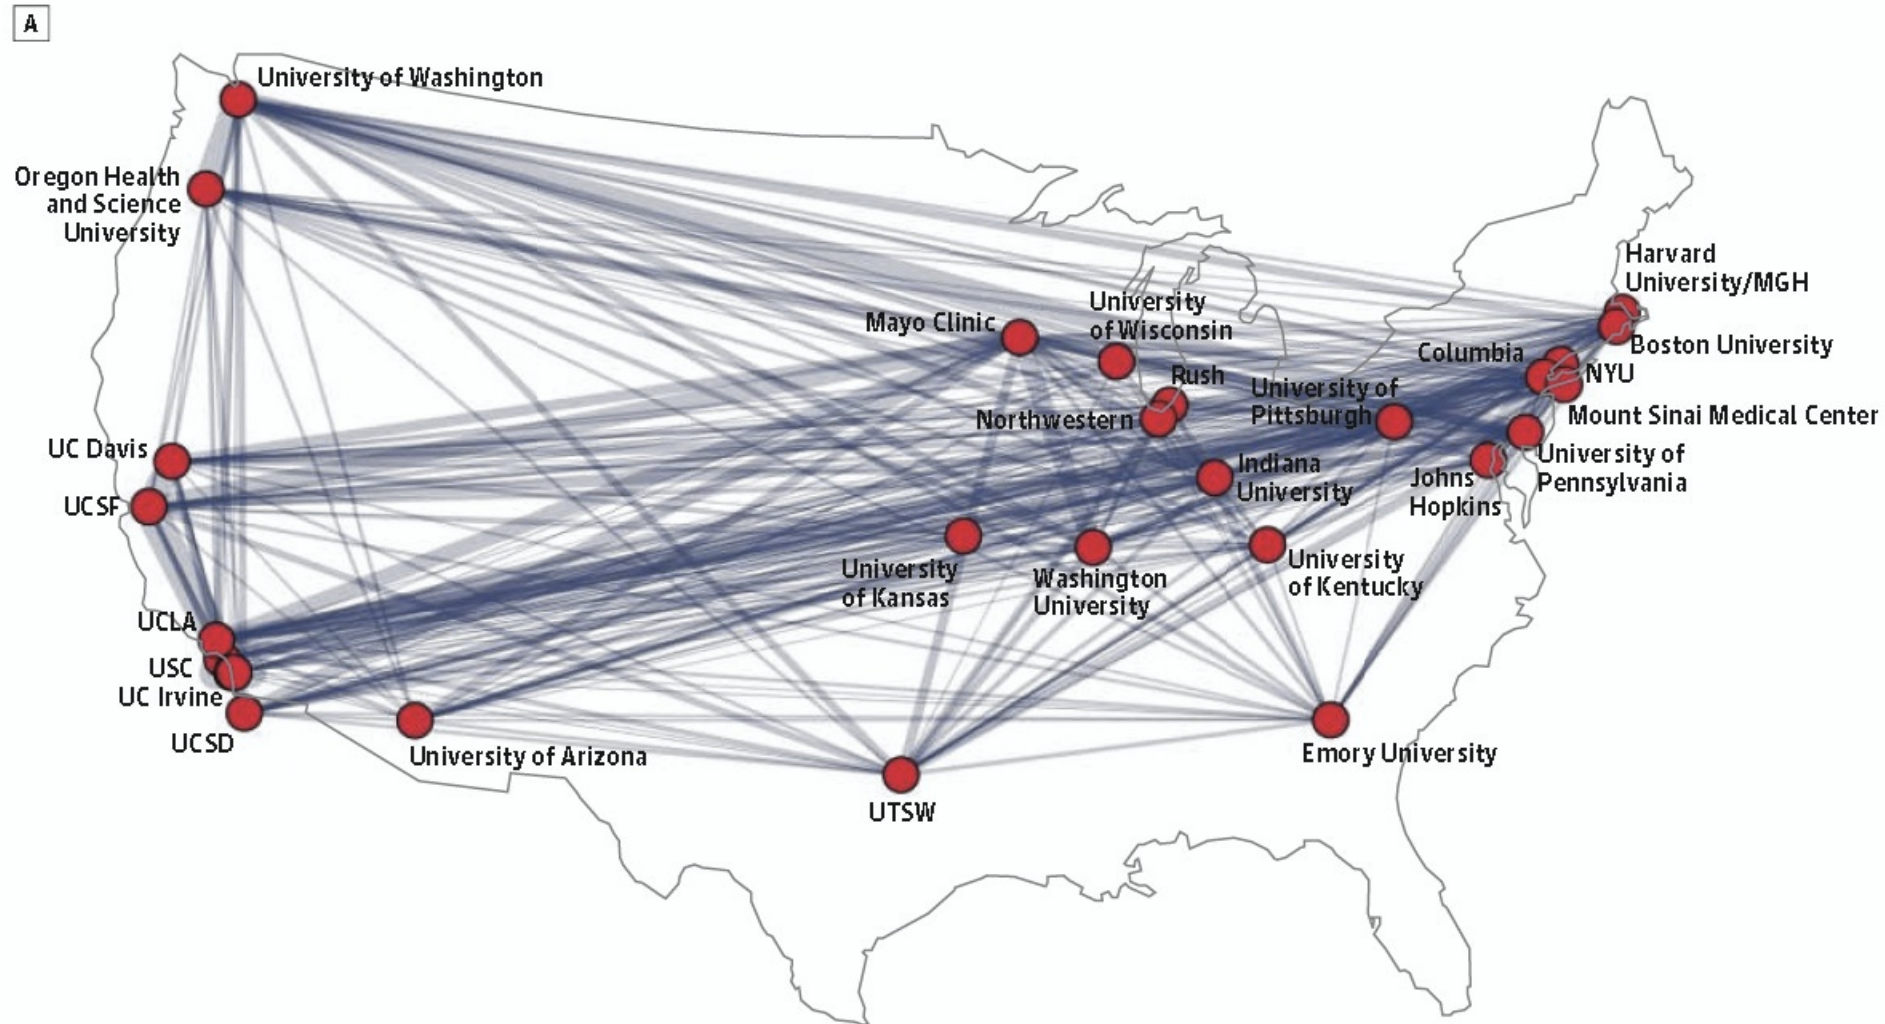 A
University of Washington
Oregon Health
and Science
University
Harvard
University/MGH
University
of Wisconsin
Mayo Clinic
Boston University
Columbia
NYU
Rush
University of
Pittsburgh
Northwestern
Mount Sinai Medical Center
UC Davis
University of
Pennsylvania
Indiana
University
Johns
Hopkins
UCSF
University
of Kansas
Washington
University
University
of Kentucky
UCLA
USC
UC Irvine
UCSD
University of Arizona
Emory University
UTSW